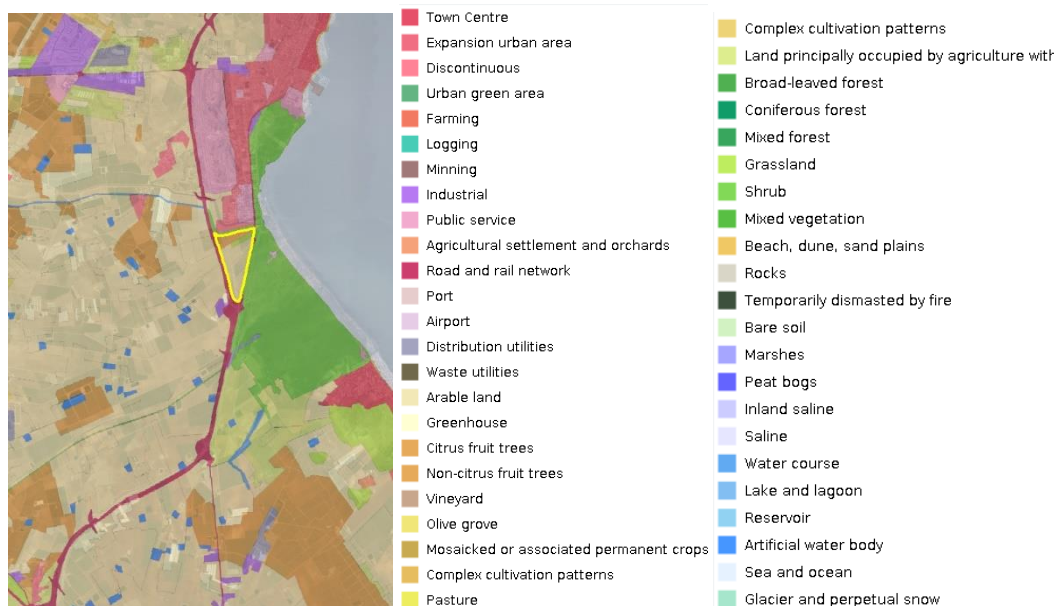 Town Centre
Expansion urban area
Discontinuous
Urban green area
Farming
Logging
Minning
Industrial
Public service
Agricultural settlement and orchards
Road and rail network
Port
Airport
Distribution utilities
Waste utilities
Arable land
Greenhouse
Citrus fruit trees
Non-citrus fruit trees
Vineyard
Olive grove
Mosaicked or associated permanent crops
Complex cultivation patterns
Pasture
Complex cultivation patterns
Land principally occupied by agriculture with
Broad-leaved forest
Coniferous forest
Mixed forest
Grassland
Shrub
Mixed vegetation
Beach, dune, sand plains
Rocks
Temporarily dismasted by fire
Bare soil
Marshes
Peat bogs
Inland saline
Saline
Water course
Lake and lagoon
Reservoir
Artificial water body
Sea and ocean
Glacier and perpetual snow